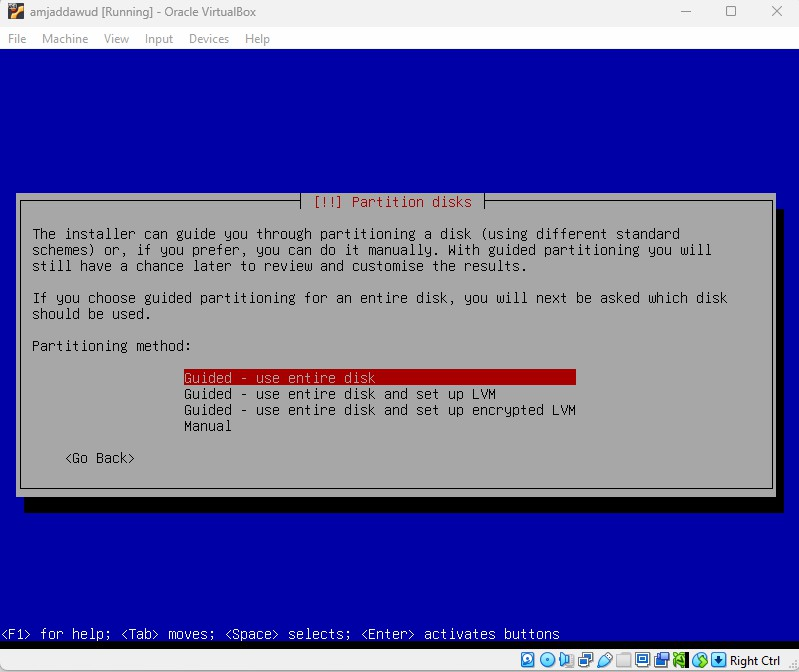 amjaddawud [Running] - Oracle VirtualBox
File Machine View Input Devices Help
[!!] Partition disks
The installer can guide you through partitioning a disk (using different standard
schemes) or, if you prefer, you can do it manually. With guided partitioning you will
still have a chance later to review and customise the results.
If you choose guided partitioning for an entire disk, you will next be asked which disk
should be used.
Partitioning method:
Guided - use entire disk
Guided - use entire disk and set up LVM
Guided - use entire disk and set up encrypted LVM
Manual
<Go Back>
<F1> for help; <Tab> moves; <Space> selects; <Enter> activates buttons
Right Ctrl